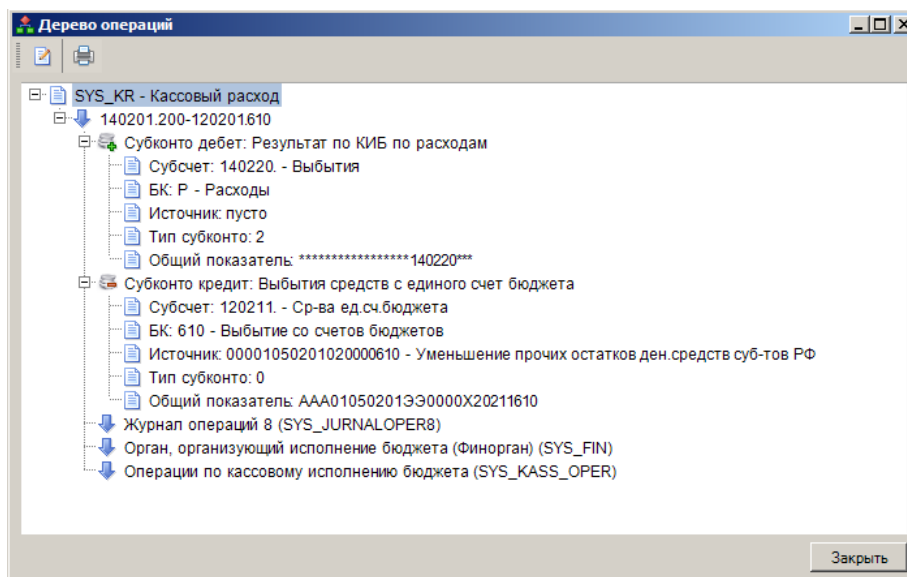 Дерево операций
SYS_KR - Кассовый расход
140201.200-120201.610
Субконто дебет: Результат по КИБ по расходам
Субсчет: 140220. - Выбытия
БК: Р - Расходы
Источник: пусто
Тип субконто: 2
Общий показатель: *****************140220***
Субконто кредит: Выбытия средств с единого счет бюджета
Субсчет: 120211. - Ср-ва ед.сч.бюджета
БК: 610 - Выбытие со счетов бюджетов
Источник: 00001050201020000610 - Уменьшение прочих остатков ден.средств суб-тов РФ
Тип субконто: 0
Общий показатель: ААА01050201ЭЭ0000Х20211610
Журнал операций 8 (SYS_JURNALOPER8)
Орган, организующий исполнение бюджета (Финорган) (SYS_FIN)
Операции по кассовому исполнению бюджета (SYS_KASS_OPER)
Закрыть